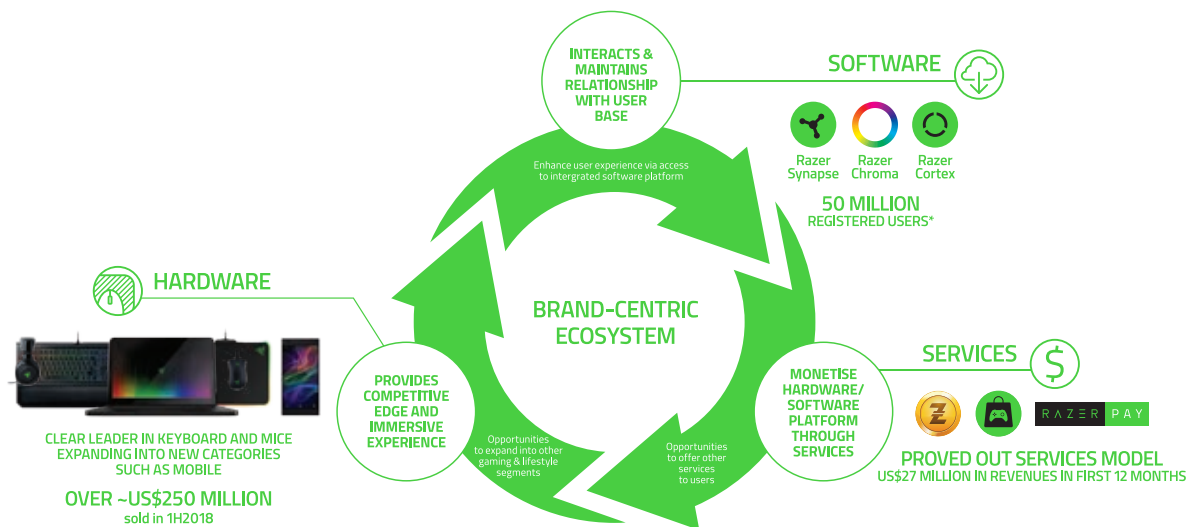 INTERACTS &
MAINTAINS
RELATIONSHIP
WITH USER
BASE
SOFTWARE
Razer
Synapse
Razer
Chroma
Razer
Cortex
50 MILLION
REGISTERED USERS*
Enhance user experience via access
to intergrated software platform
HARDWARE
BRAND-CENTRIC
ECOSYSTEM
PROVIDES
COMPETITIVE
EDGE AND
IMMERSIVE
EXPERIENCE
CLEAR LEADER IN KEYBOARD AND MICE
EXPANDING INTO NEW CATEGORIES
SUCH AS MOBILE
OVER ~US$250 MILLION
sold in 1H2018
Opportunities
to expand into other
gaming & lifestyle
segments
Opportunities
to offer other
services
to users
MONETISE
HARDWARE/
SOFTWARE
PLATFORM
THROUGH
SERVICES
SERVICES
$
RAZER PAY
PROVED OUT SERVICES MODEL
US$27 MILLION IN REVENUES IN FIRST 12 MONTHS